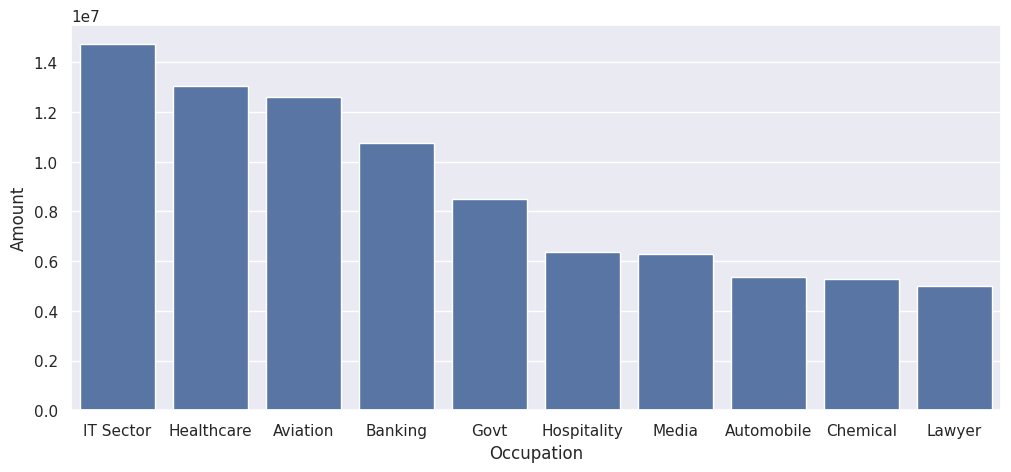 1e7
1.4
1.2
1.0
0.8
0.6
0.4
0.2
0.0
Amount
IT Sector Healthcare Aviation Banking Govt Hospitality Media Automobile Chemical Lawyer
Occupation